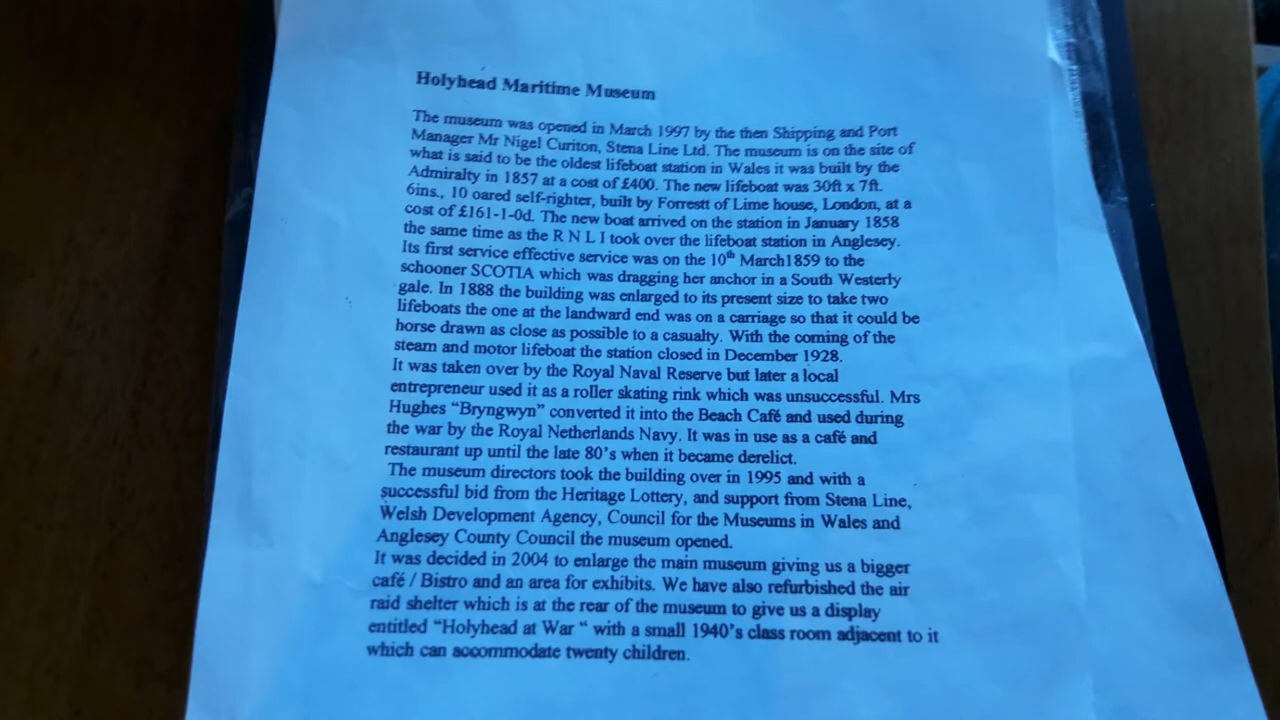 Holyhead Maritime Museum
The museum was opened in March 1997 by the then Shipping and Port
Manager Mr Nigel Curiton, Stena Line Ltd. The museum is on the site of
what is said to be the oldest lifeboat station in Wales it was built by the
Admiralty in 1857 at a cost of £400. The new lifeboat was 30ft x 7ft.
6ins., 10 oared self-righter, built by Forrestt of Lime house, London, at a
cost of £161-1-0d. The new boat arrived on the station in January 1858
the same time as the R N L I took over the lifeboat station in Anglesey.
Its first service effective service was on the 10th March1859 to the
schooner SCOTIA which was dragging her anchor in a South Westerly
gale. In 1888 the building was enlarged to its present size to take two
lifeboats the one at the landward end was on a carriage so that it could be
horse drawn as close as possible to a casualty. With the coming of the
steam and motor lifeboat the station closed in December 1928.
It was taken over by the Royal Naval Reserve but later a local
entrepreneur used it as a roller skating rink which was unsuccessful. Mrs
Hughes “Bryngwyn” converted it into the Beach Café and used during
the war by the Royal Netherlands Navy. It was in use as a café and
restaurant up until the late 80’s when it became derelict.
The museum directors took the building over in 1995 and with a
successful bid from the Heritage Lottery, and support from Stena Line,
Welsh Development Agency, Council for the Museums in Wales and
Anglesey County Council the museum opened.
It was decided in 2004 to enlarge the main museum giving us a bigger
café / Bistro and an area for exhibits. We have also refurbished the air
raid shelter which is at the rear of the museum to give us a display
entitled “Holyhead at War “ with a small 1940’s class room adjacent to it
which can accommodate twenty children.